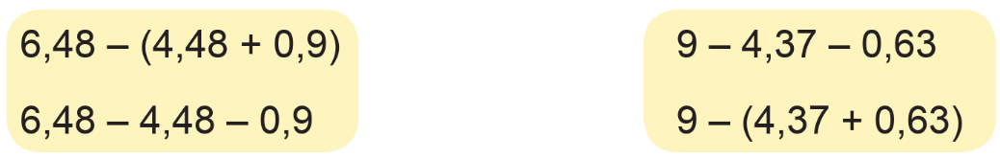 6,48 – (4,48 + 0,9)
6,48 – 4,48 – 0,9
9 – 4,37 – 0,63
9 – (4,37 + 0,63)